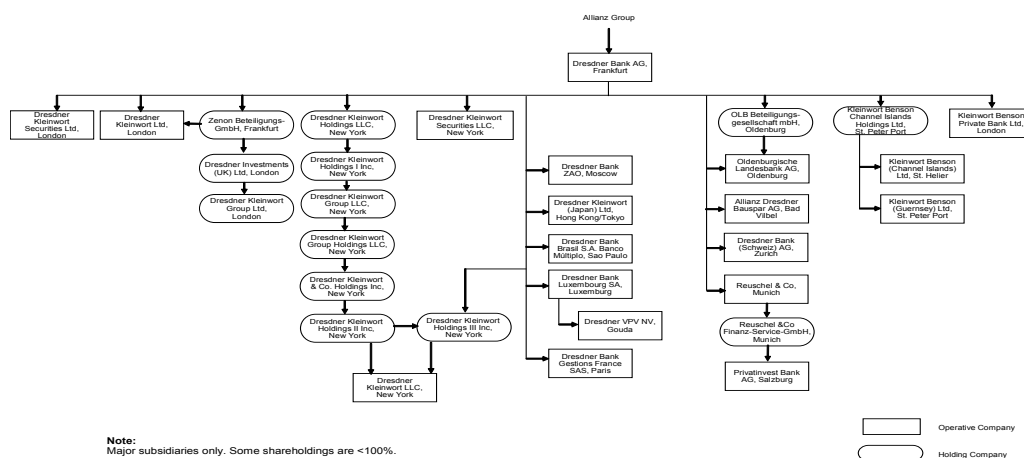 Allianz Group
Dresdner Bank AG,
Frankfurt
Dresdner
Kleinwort
Securities Ltd,
London
Dresdner
Kleinwort Ltd,
London
Zenon Beteiligungs-
GmbH, Frankfurt
Dresdner Kleinwort
Holdings LLC,
New York
Dresdner Kleinwort
Securities LLC,
New York
OLB Beteiligungs-
gesellschaft mbH,
Oldenburg
Kleinwort Benson
Channel Islands
Holdings Ltd,
St. Peter Port
Kleinwort Benson
Private Bank Ltd,
London
Dresdner Investments
(UK) Ltd, London
Dresdner Kleinwort
Group Ltd,
London
Dresdner Kleinwort
Holdings I Inc,
New York
Dresdner Kleinwort
Group LLC,
New York
Dresdner Kleinwort
Group Holdings LLC,
New York
Dresdner Kleinwort
& Co. Holdings Inc,
New York
Dresdner Kleinwort
Holdings II Inc,
New York
Dresdner Kleinwort
Holdings III Inc,
New York
Dresdner
Kleinwort LLC,
New York
Dresdner Bank
ZAO, Moscow
Dresdner Kleinwort
(Japan) Ltd,
Hong Kong/Tokyo
Dresdner Bank
Brasil S.A. Banco
Múltiplo, Sao Paulo
Dresdner Bank
Luxembourg SA,
Luxemburg
Dresdner VPV NV,
Gouda
Dresdner Bank
Gestions France
SAS, Paris
Oldenburgische
Landesbank AG,
Oldenburg
Allianz Dresdner
Bauspar AG, Bad
Vilbel
Dresdner Bank
(Schweiz) AG,
Zurich
Reuschel & Co,
Munich
Reuschel &Co
Finanz-Service-GmbH,
Munich
Privatinvest Bank
AG, Salzburg
Kleinwort Benson
(Channel Islands)
Ltd, St. Helier
Kleinwort Benson
(Guernsey) Ltd,
St. Peter Port
Note:
Major subsidiaries only. Some shareholdings are <100%.
Operative Company
Holding Company